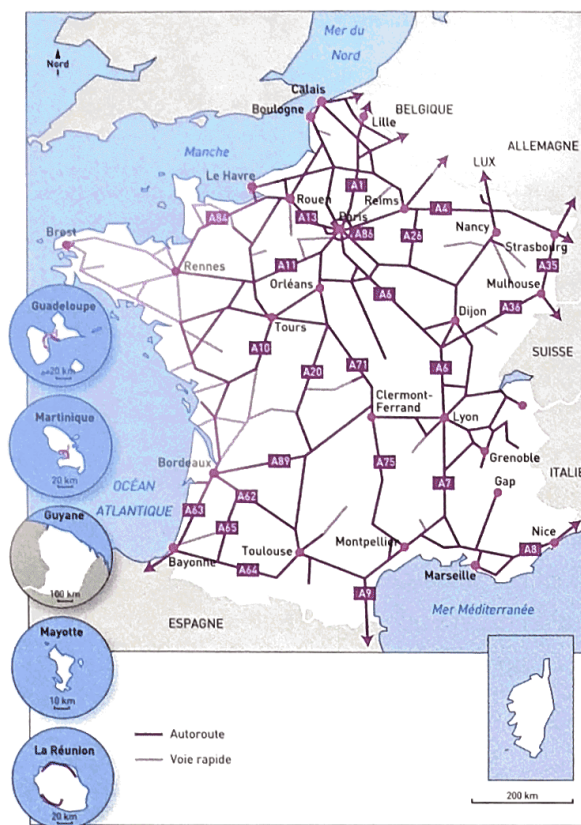 Nord
Mer du
Nord
Calais
Boulogne
Lille
BELGIQUE
ALLEMAGNE
Manche
LUX
Le Havre
Rouen
A1
Reims
A4
A84
A13
Paris
A86
A26
Nancy
Strasbourg
Brest
Rennes
A11
Orléans
A6
A35
Mulhouse
A36
Guadeloupe
20 km
Tours
Dijon
A10
A20
A71
A6
SUISSE
Clermont-
Ferrand
Lyon
Martinique
20 km
Bordeaux
A89
A75
Grenoble
A7
Gap
ITALIE
OCÉAN
ATLANTIQUE
A62
A63
A65
Guyane
100 km
Bayonne
A64
Toulouse
Montpellier
Nice
A8
Marseille
A9
Mer Méditerranée
ESPAGNE
Mayotte
10 km
La Réunion
20 km
Autoroute
Voie rapide
200 km